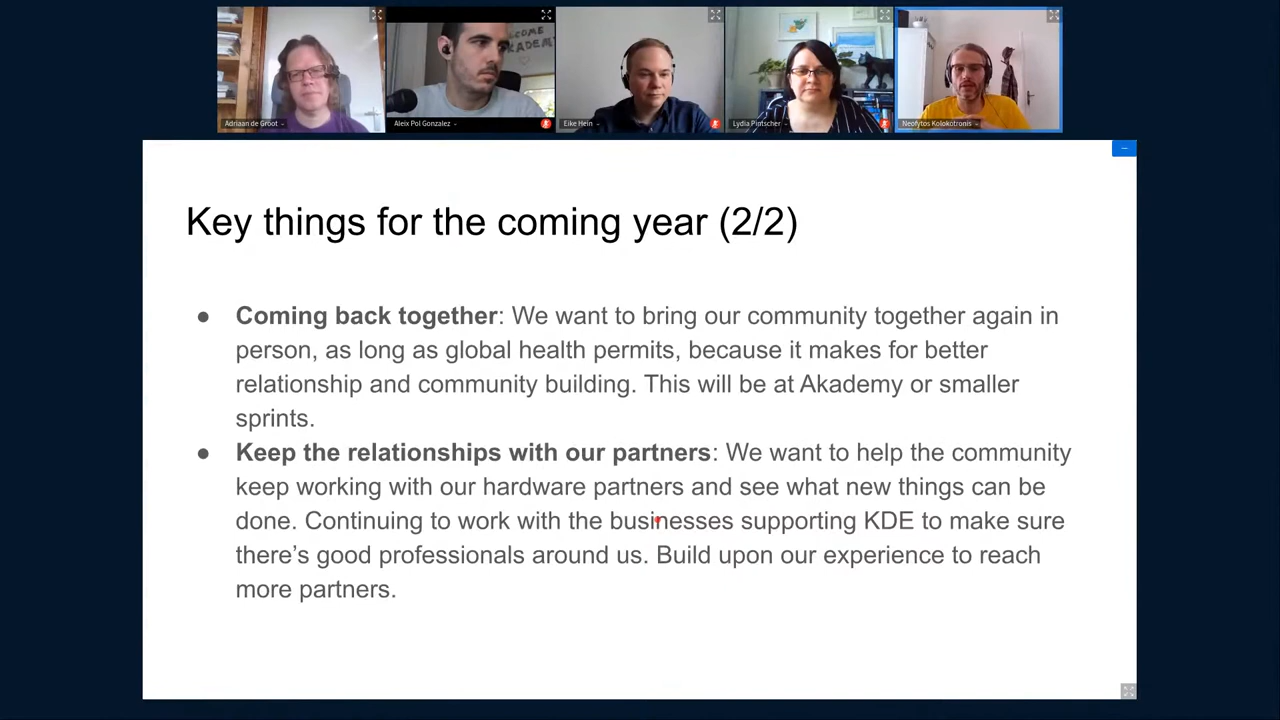 WELCOME
AKADEMY
Adriaan de Groot
Aleix Pol Gonzalez
Eike Hein
Lydia Pintscher
Neofytos Kolokotronis
Key things for the coming year (2/2)
● Coming back together: We want to bring our community together again in
person, as long as global health permits, because it makes for better
relationship and community building. This will be at Akademy or smaller
sprints.
● Keep the relationships with our partners: We want to help the community
keep working with our hardware partners and see what new things can be
done. Continuing to work with the businesses supporting KDE to make sure
there’s good professionals around us. Build upon our experience to reach
more partners.